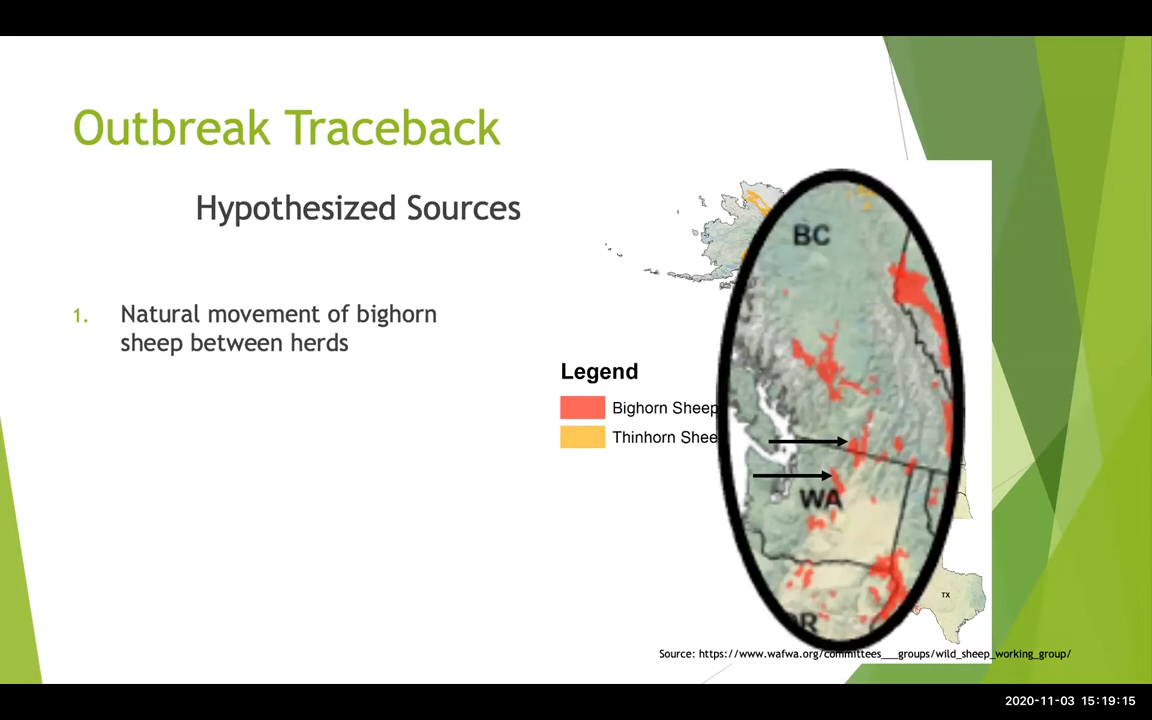 Outbreak Traceback
Hypothesized Sources
1. Natural movement of bighorn
sheep between herds
BC
Legend
Bighorn Sheep
Thinhorn Shee
WA
TX
Source: https://www.wafwa.org/committees___groups/wild_sheep_working_group/
2020-11-03 15:19:15